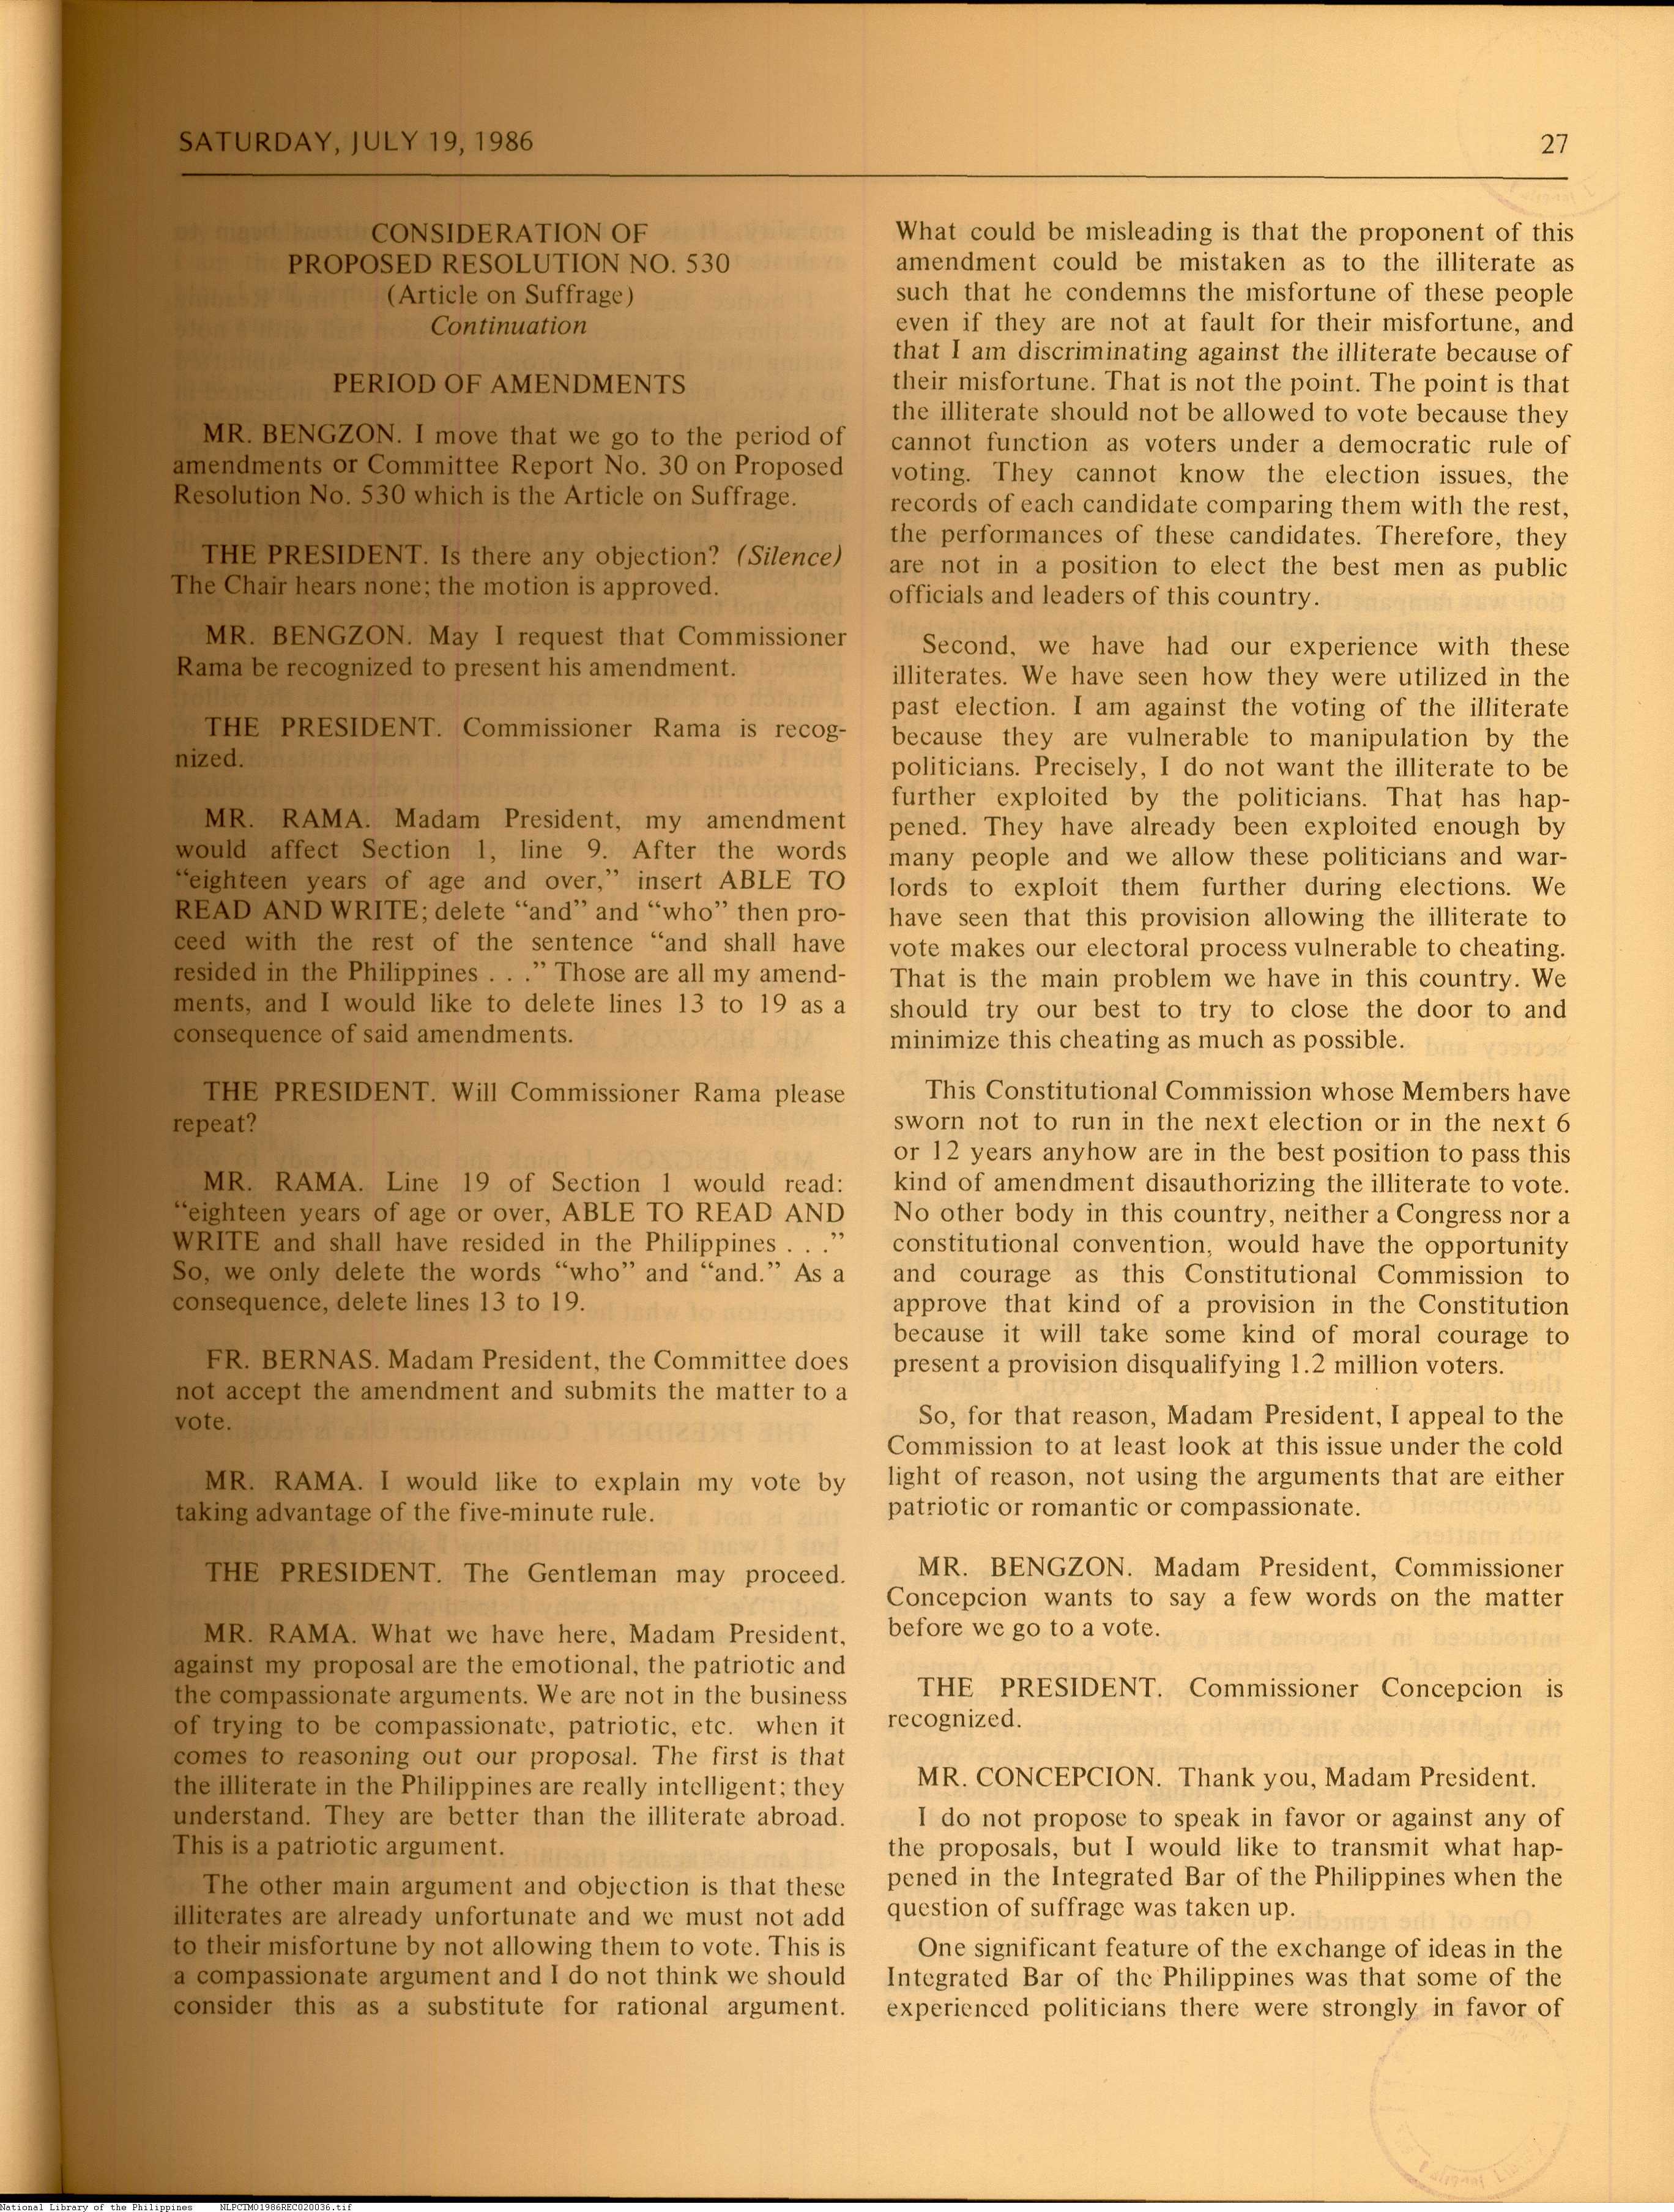 SATURDAY, JULY 19, 1986
27
CONSIDERATION OF
PROPOSED RESOLUTION NO. 530
(Article on Suffrage)
Continuation
PERIOD OF AMENDMENTS
MR. BENGZON. I move that we go to the period of
amendments or Committee Report No. 30 on Proposed
Resolution No. 530 which is the Article on Suffrage.
THE PRESIDENT. Is there any objection? (Silence)
The Chair hears none; the motion is approved.
MR. BENGZON. May I request that Commissioner
Rama be recognized to present his amendment.
THE PRESIDENT. Commissioner Rama is recog-
nized.
MR. RAMA. Madam President, my amendment
would affect Section 1, line 9. After the words
“eighteen years of age and over,” insert ABLE TO
READ AND WRITE; delete “and” and “who” then pro-
ceed with the rest of the sentence “and shall have
resided in the Philippines . . .” Those are all my amend-
ments, and I would like to delete lines 13 to 19 as a
consequence of said amendments.
THE PRESIDENT. Will Commissioner Rama please
repeat?
MR. RAMA. Line 19 of Section 1 would read:
“eighteen years of age or over, ABLE TO READ AND
WRITE and shall have resided in the Philippines . . .”
So, we only delete the words “who” and “and.” As a
consequence, delete lines 13 to 19.
FR. BERNAS. Madam President, the Committee does
not accept the amendment and submits the matter to a
vote.
MR. RAMA. I would like to explain my vote by
taking advantage of the five-minute rule.
THE PRESIDENT. The Gentleman may proceed.
MR. RAMA. What we have here, Madam President,
against my proposal are the emotional, the patriotic and
the compassionate arguments. We are not in the business
of trying to be compassionate, patriotic, etc. when it
comes to reasoning out our proposal. The first is that
the illiterate in the Philippines are really intelligent; they
understand. They are better than the illiterate abroad.
This is a patriotic argument.
The other main argument and objection is that these
illiterates are already unfortunate and we must not add
to their misfortune by not allowing them to vote. This is
a compassionate argument and I do not think we should
consider this as a substitute for rational argument.
What could be misleading is that the proponent of this
amendment could be mistaken as to the illiterate as
such that he condemns the misfortune of these people
even if they are not at fault for their misfortune, and
that I am discriminating against the illiterate because of
their misfortune. That is not the point. The point is that
the illiterate should not be allowed to vote because they
cannot function as voters under a democratic rule of
voting. They cannot know the election issues, the
records of each candidate comparing them with the rest,
the performances of these candidates. Therefore, they
are not in a position to elect the best men as public
officials and leaders of this country.
Second, we have had our experience with these
illiterates. We have seen how they were utilized in the
past election. I am against the voting of the illiterate
because they are vulnerable to manipulation by the
politicians. Precisely, I do not want the illiterate to be
further exploited by the politicians. That has hap-
pened. They have already been exploited enough by
many people and we allow these politicians and war-
lords to exploit them further during elections. We
have seen that this provision allowing the illiterate to
vote makes our electoral process vulnerable to cheating.
That is the main problem we have in this country. We
should try our best to try to close the door to and
minimize this cheating as much as possible.
This Constitutional Commission whose Members have
sworn not to run in the next election or in the next 6
or 12 years anyhow are in the best position to pass this
kind of amendment disauthorizing the illiterate to vote.
No other body in this country, neither a Congress nor a
constitutional convention, would have the opportunity
and courage as this Constitutional Commission to
approve that kind of a provision in the Constitution
because it will take some kind of moral courage to
present a provision disqualifying 1.2 million voters.
So, for that reason, Madam President, I appeal to the
Commission to at least look at this issue under the cold
light of reason, not using the arguments that are either
patriotic or romantic or compassionate.
MR. BENGZON. Madam President, Commissioner
Concepcion wants to say a few words on the matter
before we go to a vote.
THE PRESIDENT. Commissioner Concepcion is
recognized.
MR. CONCEPCION. Thank you, Madam President.
I do not propose to speak in favor or against any of
the proposals, but I would like to transmit what hap-
pened in the Integrated Bar of the Philippines when the
question of suffrage was taken up.
One significant feature of the exchange of ideas in the
Integrated Bar of the Philippines was that some of the
experienced politicians there were strongly in favor of
National Library of the Philippines NLPCTM01986REC020036.tif